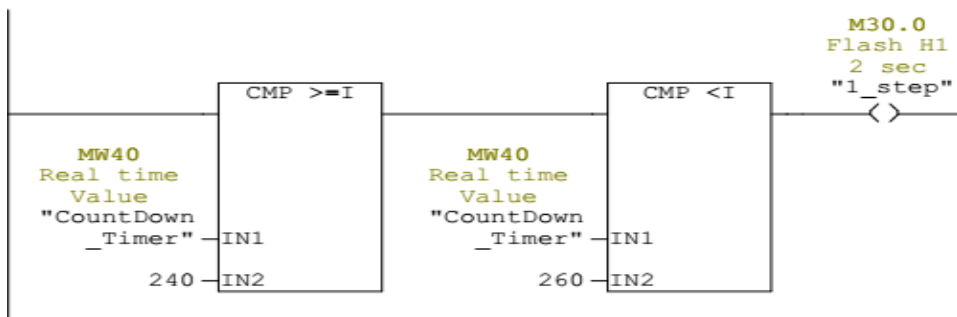 M30.0
Flash H1
2 sec
"1_step"
CMP >=I
CMP <I
MW40
Real time
Value
"CountDown
_Timer"
IN1
240
IN2
MW40
Real time
Value
"CountDown
_Timer"
IN1
260
IN2